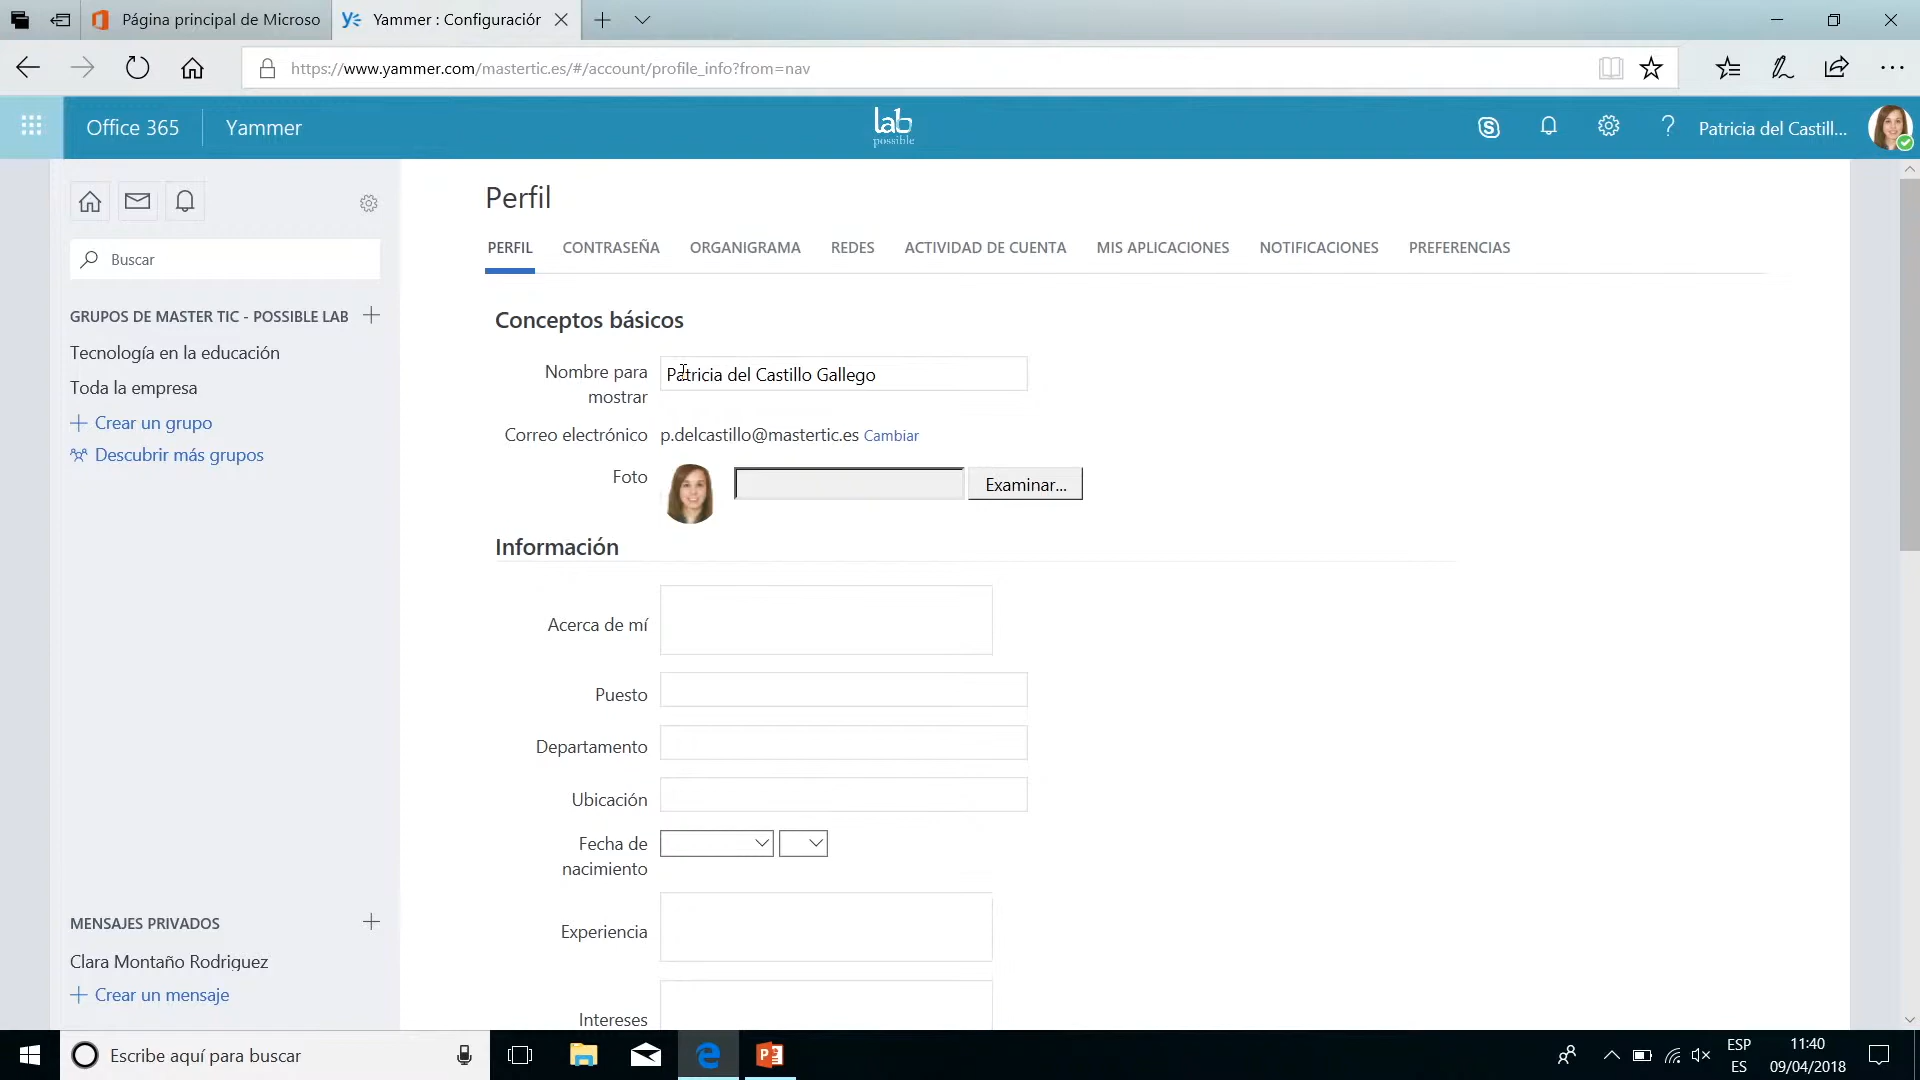 Página principal de Microso
Yammer : Configuraciór
https://www.yammer.com/mastertic.es/#/account/profile_info?from=nav
Office 365
Yammer
lab
possible
Patricia del Castill...
Perfil
PERFIL
CONTRASEÑA
ORGANIGRAMA
REDES
ACTIVIDAD DE CUENTA
MIS APLICACIONES
NOTIFICACIONES
PREFERENCIAS
Buscar
GRUPOS DE MASTER TIC - POSSIBLE LAB
Tecnología en la educación
Toda la empresa
Crear un grupo
Descubrir más grupos
MENSAJES PRIVADOS
Clara Montaño Rodriguez
Crear un mensaje
Conceptos básicos
Nombre para
mostrar
Patricia del Castillo Gallego
Correo electrónico
p.delcastillo@mastertic.es Cambiar
Foto
Examinar...
Información
Acerca de mí
Puesto
Departamento
Ubicación
Fecha de
nacimiento
Experiencia
Intereses
Escribe aquí para buscar
ESP
ES
11:40
09/04/2018